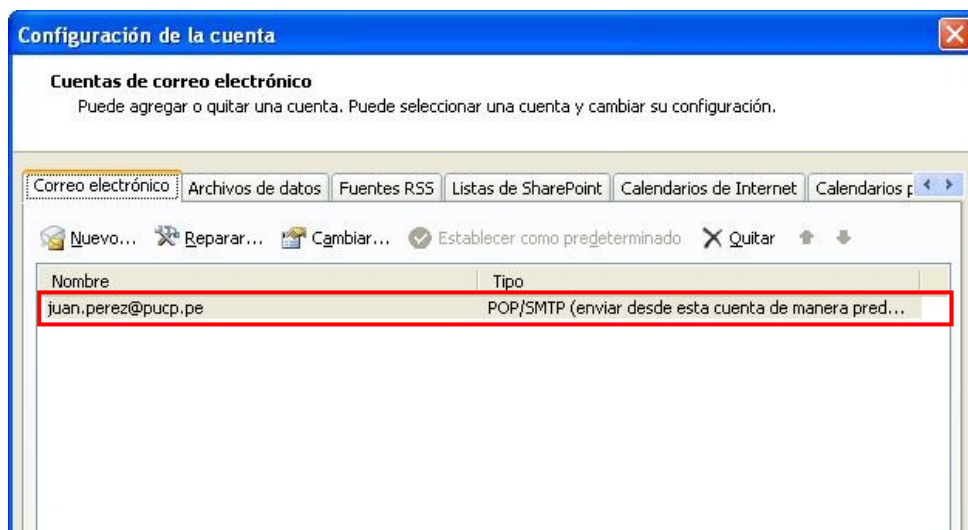 Configuración de la cuenta
Cuentas de correo electrónico
Puede agregar o quitar una cuenta. Puede seleccionar una cuenta y cambiar su configuración.
Correo electrónico Archivos de datos Fuentes RSS Listas de SharePoint Calendarios de Internet Calendarios
Nuevo... Reparar... Cambiar... Establecer como predeterminado Quitar
Nombre Tipo
juan.perez@pucp.pe POP/SMTP (enviar desde esta cuenta de manera pred...